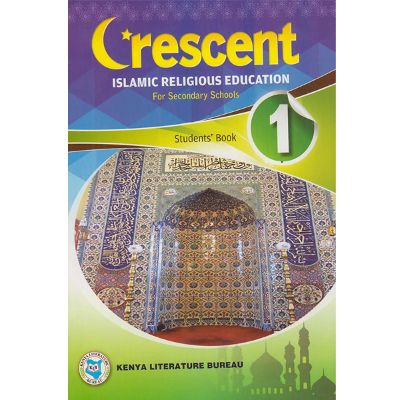 Crescent
ISLAMIC RELIGIOUS EDUCATION
For Secondary Schools
1
Students' Book
KENYA LITERATURE BUREAU